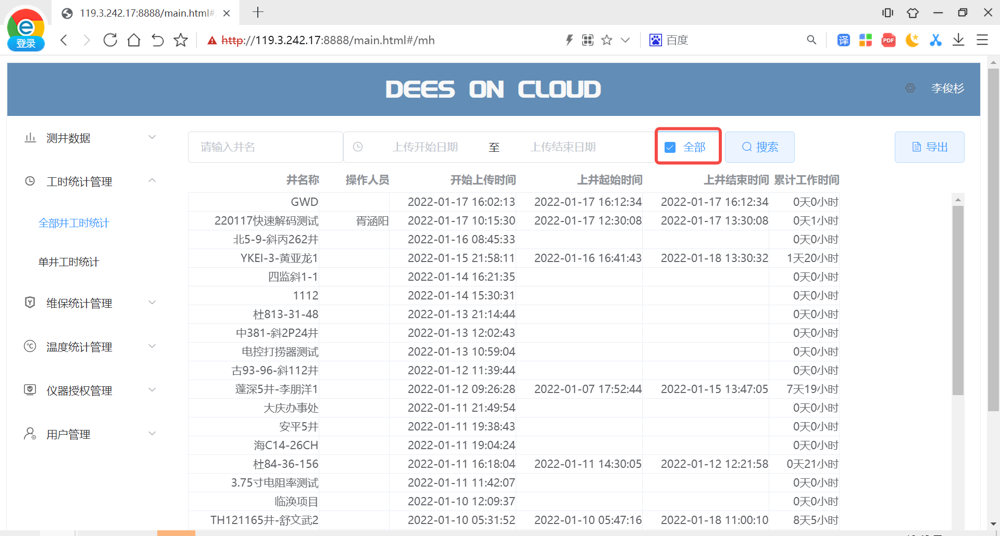 119.3.242.17:8888/main.html#
登录
http://119.3.242.17:8888/main.html#/mh
百度
译
PDF
DEES ON CLOUD
李俊杉
测井数据
工时统计管理
全部井工时统计
单井工时统计
维保统计管理
℃ 温度统计管理
仪器授权管理
用户管理
请输入井名 上传开始日期 至 上传结束日期 全部 搜索 导出
井名称 操作人员 开始上传时间 上井起始时间 上井结束时间 累计工作时间
GWD 2022-01-17 16:02:13 2022-01-17 16:12:34 2022-01-17 16:12:34 0天0小时
220117快速解码测试 胥涵阳 2022-01-17 10:15:30 2022-01-17 12:30:08 2022-01-17 13:30:08 0天1小时
北5-9-斜丙262井 2022-01-16 08:45:33 0天0小时
YKEI-3-黄亚龙1 2022-01-15 21:58:11 2022-01-16 16:41:43 2022-01-18 13:30:32 1天20小时
四监斜1-1 2022-01-14 16:21:35 0天0小时
1112 2022-01-14 15:30:31 0天0小时
杜813-31-48 2022-01-13 21:14:44 0天0小时
中381-斜2P24井 2022-01-13 12:02:43 0天0小时
电控打捞器测试 2022-01-13 10:59:04 0天0小时
古93-96-斜112井 2022-01-12 11:39:44 0天0小时
蓬深5井-李朋洋1 2022-01-12 09:26:28 2022-01-07 17:52:44 2022-01-15 13:47:05 7天19小时
大庆办事处 2022-01-11 21:49:54 0天0小时
安平5井 2022-01-11 19:38:43 0天0小时
海C14-26CH 2022-01-11 19:04:24 0天0小时
杜84-36-156 2022-01-11 16:18:04 2022-01-11 14:30:05 2022-01-12 12:21:58 0天21小时
3.75寸电阻率测试 2022-01-11 11:42:07 0天0小时
临涣项目 2022-01-10 12:09:37 0天0小时
TH121165井-舒文武2 2022-01-10 05:31:52 2022-01-10 05:47:16 2022-01-18 11:00:10 8天5小时